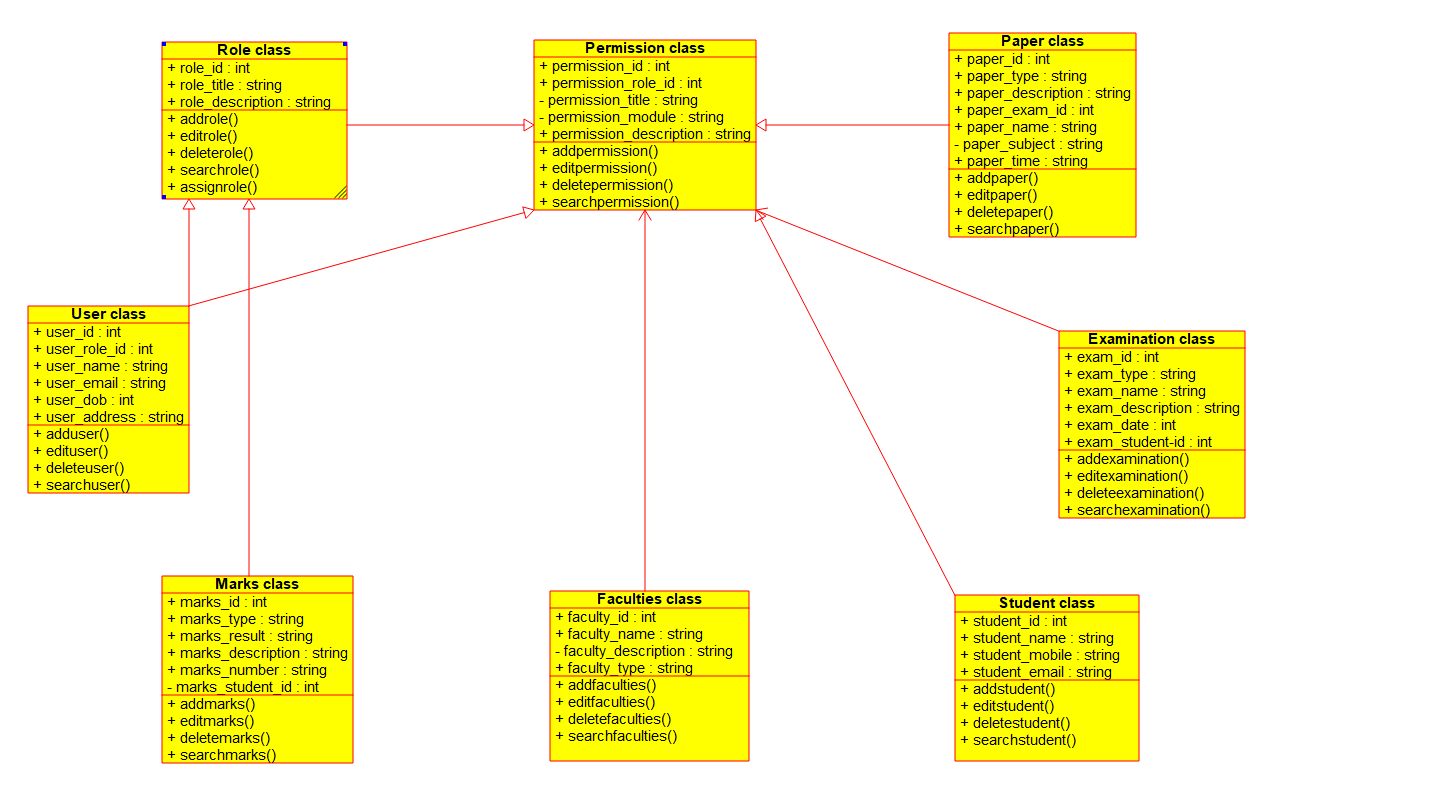 Role class
+ role_id : int
+ role_title : string
+ role_description : string
+ addrole()
+ editrole()
+ deleterole()
+ searchrole()
+ assignrole()
Permission class
+ permission_id : int
+ permission_role_id : int
- permission_title : string
- permission_module : string
+ permission_description : string
+ addpermission()
+ editpermission()
+ deletepermission()
+ searchpermission()
Paper class
+ paper_id : int
+ paper_type : string
+ paper_description : string
+ paper_exam_id : int
+ paper_name : string
- paper_subject : string
+ paper_time : string
+ addpaper()
+ editpaper()
+ deletepaper()
+ searchpaper()
User class
+ user_id : int
+ user_role_id : int
+ user_name : string
+ user_email : string
+ user_dob : int
+ user_address : string
+ adduser()
+ edituser()
+ deleteuser()
+ searchuser()
Examination class
+ exam_id : int
+ exam_type : string
+ exam_name : string
+ exam_description : string
+ exam_date : int
+ exam_student-id : int
+ addexamination()
+ editexamination()
+ deleteexamination()
+ searchexamination()
Marks class
+ marks_id : int
+ marks_type : string
+ marks_result : string
+ marks_description : string
+ marks_number : string
- marks_student_id : int
+ addmarks()
+ editmarks()
+ deletemarks()
+ searchmarks()
Faculties class
+ faculty_id : int
+ faculty_name : string
- faculty_description : string
+ faculty_type : string
+ addfaculties()
+ editfaculties()
+ deletefaculties()
+ searchfaculties()
Student class
+ student_id : int
+ student_name : string
+ student_mobile : string
+ student_email : string
+ addstudent()
+ editstudent()
+ deletestudent()
+ searchstudent()